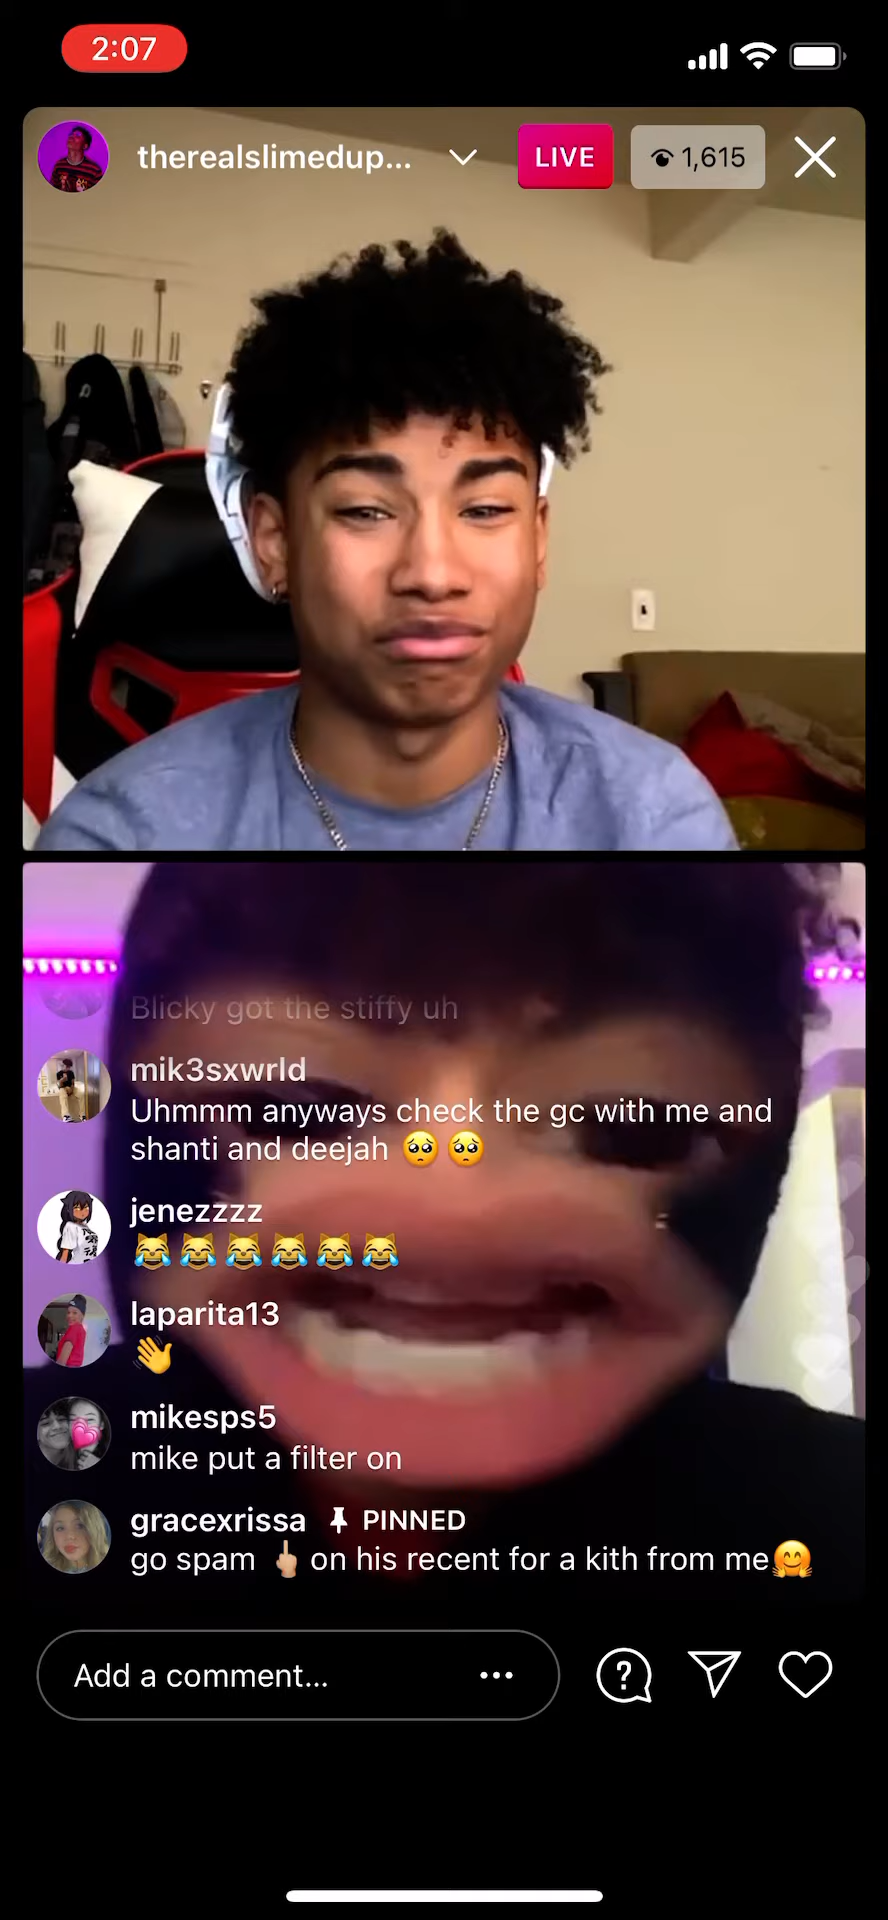 2:07
therealslimedup...
LIVE
1,615
Blicky got the stiffy uh
mik3sxwrld
Uhmmm anyways check the gc with me and
shanti and deejah 🥺🥺
jenezzzz
😹😹😹😹😹😹
laparita13
👋
mikesps5
mike put a filter on
gracexrissa 📌 PINNED
go spam 🖕🏼 on his recent for a kith from me🤗
Add a comment...